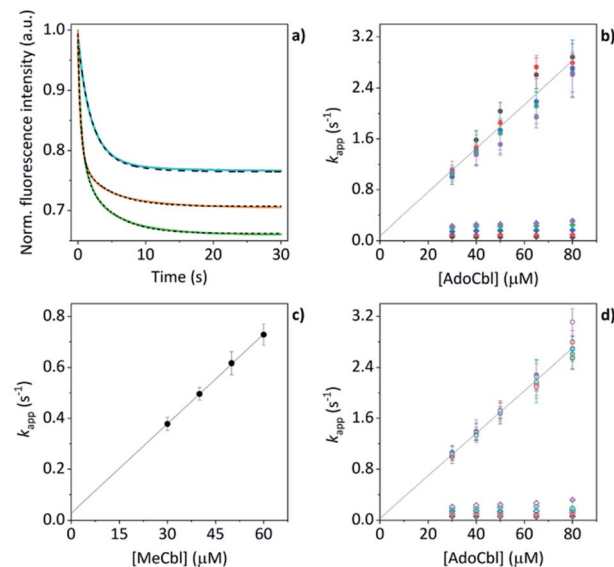 a)
Norm. fluorescence intensity (a.u.)
1.0
0.9
0.8
0.7
0 10 20 30
Time (s)
b)
k_app (s⁻¹)
3.2
2.4
1.6
0.8
0.0
0 20 40 60 80 100
[AdoCbl] (µM)
c)
k_app (s⁻¹)
0.8
0.6
0.4
0.2
0.0
0 15 30 45 60
[MeCbl] (µM)
d)
k_app (s⁻¹)
3.2
2.4
1.6
0.8
0.0
0 20 40 60 80 100
[AdoCbl] (µM)